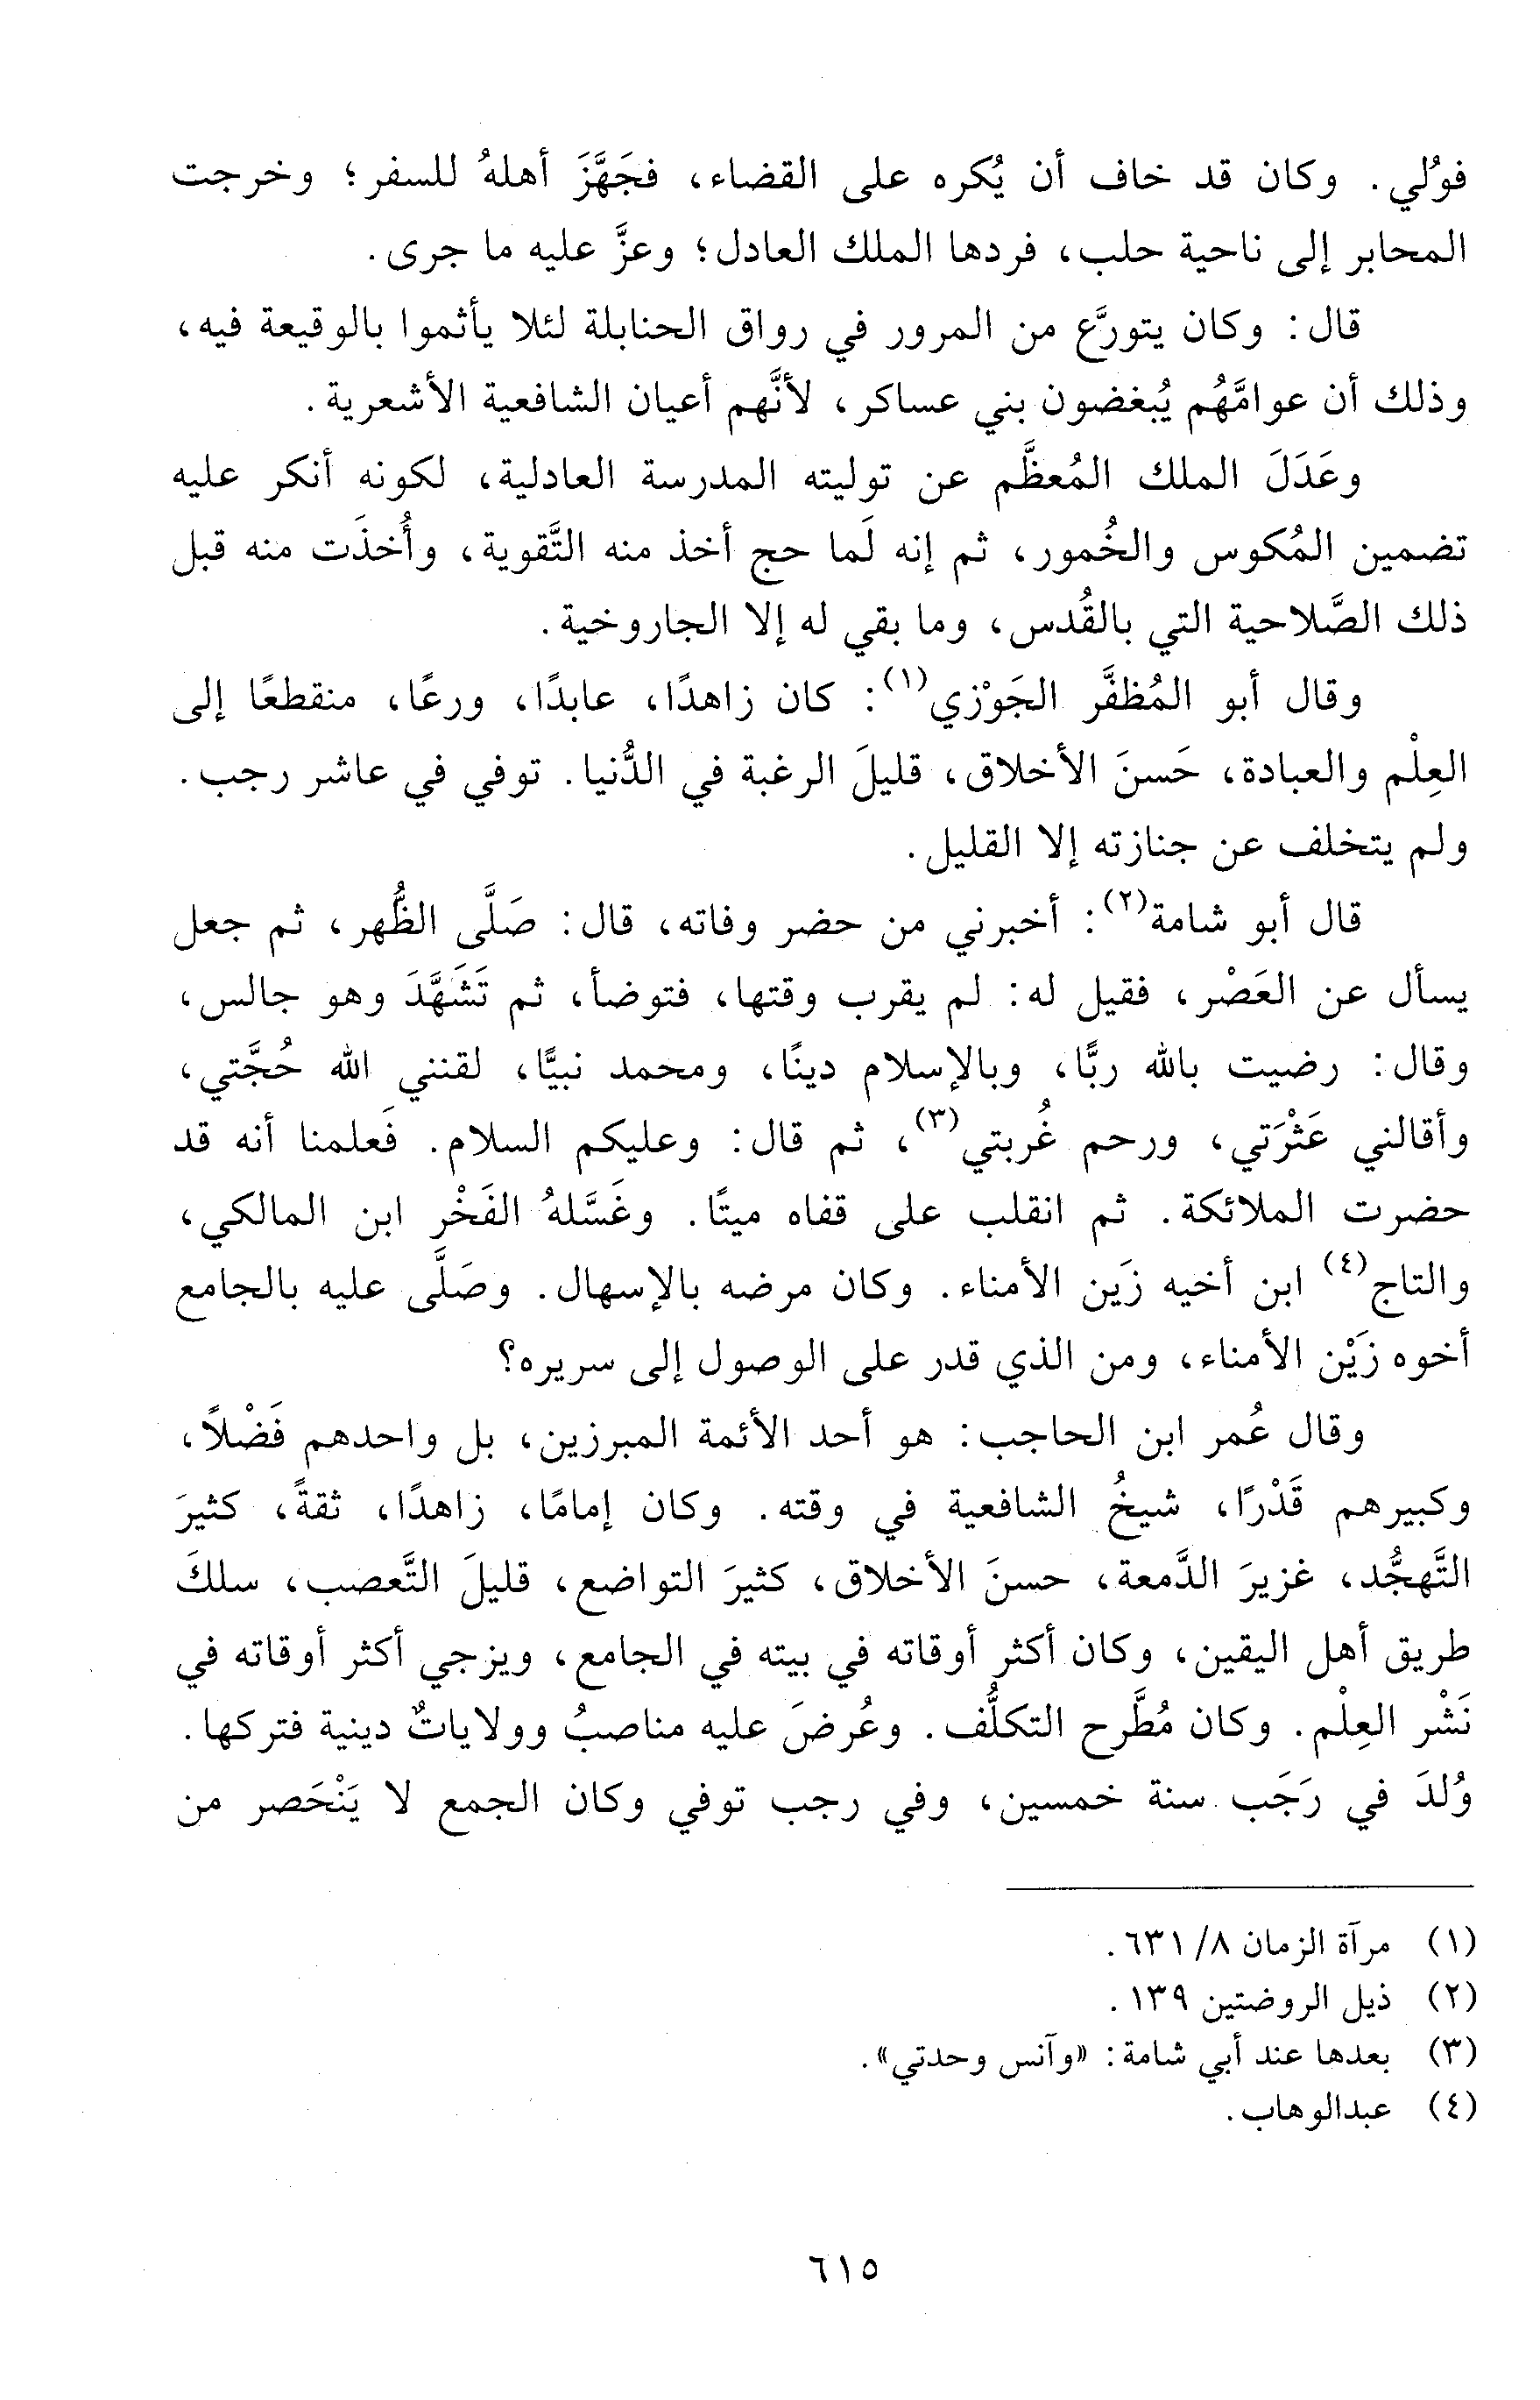 فوُلي. وكان قد خاف أن يُكره على القضاء، فجَهَّزَ أهلهُ للسفر؛ وخرجت
المحابر إلى ناحية حلب، فردها الملك العادل؛ وعزَّ عليه ما جرى.
قال: وكان يتورَّع من المرور في رواق الحنابلة لئلا يأثموا بالوقيعة فيه،
وذلك أن عوامَّهُم يُبغضون بني عساكر، لأنَّهم أعيان الشافعية الأشعرية.
وعَدَلَ الملك المُعظَّم عن توليته المدرسة العادلية، لكونه أنكر عليه
تضمين المُكوس والخُمور، ثم إنه لَما حج أخذ منه التَّقوية، وأُخذَت منه قبل
ذلك الصَّلاحية التي بالقُدس، وما بقي له إلا الجاروخية.
وقال أبو المُظفَّر الجَوْزي(١): كان زاهدًا، عابدًا، ورعًا، منقطعًا إلى
العِلْم والعبادة، حَسنَ الأخلاق، قليلَ الرغبة في الدُّنيا. توفي في عاشر رجب.
ولم يتخلف عن جنازته إلا القليل.
قال أبو شامة(٢): أخبرني من حضر وفاته، قال: صَلَّى الظُّهر، ثم جعل
يسأل عن العَصْر، فقيل له: لم يقرب وقتها، فتوضأ، ثم تَشَهَّدَ وهو جالس،
وقال: رضيت بالله ربًّا، وبالإسلام دينًا، ومحمد نبيًّا، لقنني الله حُجَّتي،
وأقالني عَثْرَتي، ورحم غُربتي(٣)، ثم قال: وعليكم السلام. فَعلمنا أنه قد
حضرت الملائكة. ثم انقلب على قفاه ميتًا. وغَسَّلهُ الفَخْر ابن المالكي،
والتاج(٤) ابن أخيه زَين الأمناء. وكان مرضه بالإسهال. وصَلَّى عليه بالجامع
أخوه زَيْن الأمناء، ومن الذي قدر على الوصول إلى سريره؟
وقال عُمر ابن الحاجب: هو أحد الأئمة المبرزين، بل واحدهم فَضْلاً،
وكبيرهم قَدْرًا، شيخُ الشافعية في وقته. وكان إمامًا، زاهدًا، ثقةً، كثيرَ
التَّهجُّد، غزيرَ الدَّمعة، حسنَ الأخلاق، كثيرَ التواضع، قليلَ التَّعصب، سلكَ
طريق أهل اليقين، وكان أكثر أوقاته في بيته في الجامع، ويزجي أكثر أوقاته في
نَشْر العِلْم. وكان مُطَّرح التكلُّف. وعُرضَ عليه مناصبُ وولاياتٌ دينية فتركها.
وُلدَ في رَجَب سنة خمسين، وفي رجب توفي وكان الجمع لا يَنْحَصر من
(١) مرآة الزمان ٨/ ٦٣١.
(٢) ذيل الروضتين ١٣٩.
(٣) بعدها عند أبي شامة: «وآنس وحدتي».
(٤) عبدالوهاب.
٦١٥